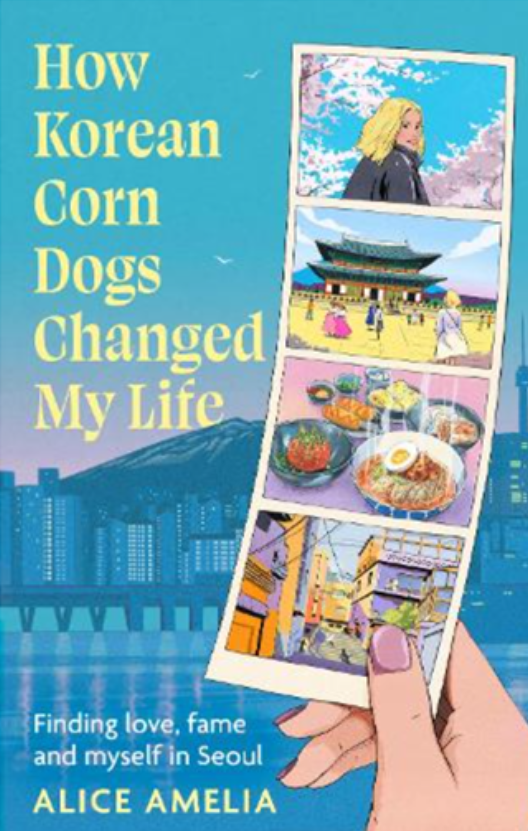 How
Korean
Corn
Dogs
Changed
My Life
Finding love, fame
and myself in Seoul
ALICE AMELIA